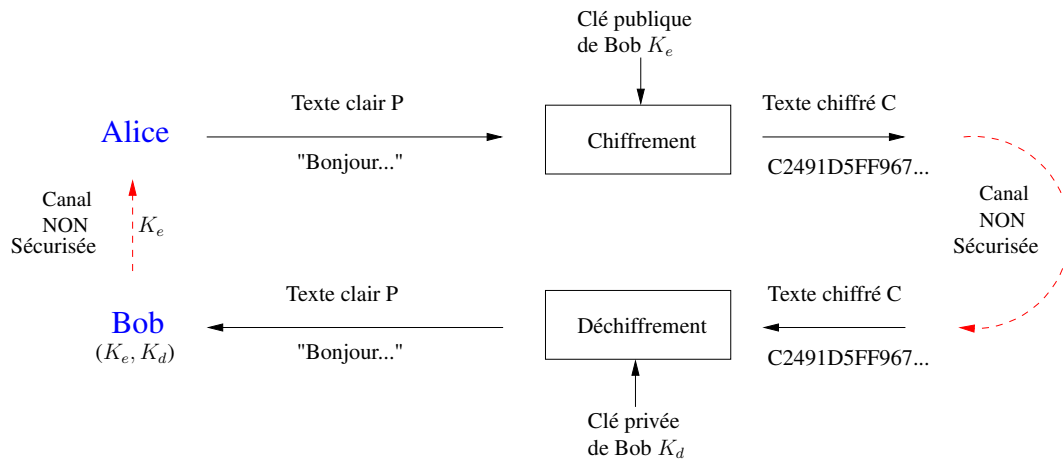 Clé publique
de Bob $K_e$
Texte clair P
Texte chiffré C
Alice
Chiffrement
"Bonjour..."
C2491D5FF967...
Canal
NON
Sécurisée
$K_e$
Canal
NON
Sécurisée
Texte clair P
Texte chiffré C
Bob
$(K_e, K_d)$
Déchiffrement
"Bonjour..."
C2491D5FF967...
Clé privée
de Bob $K_d$